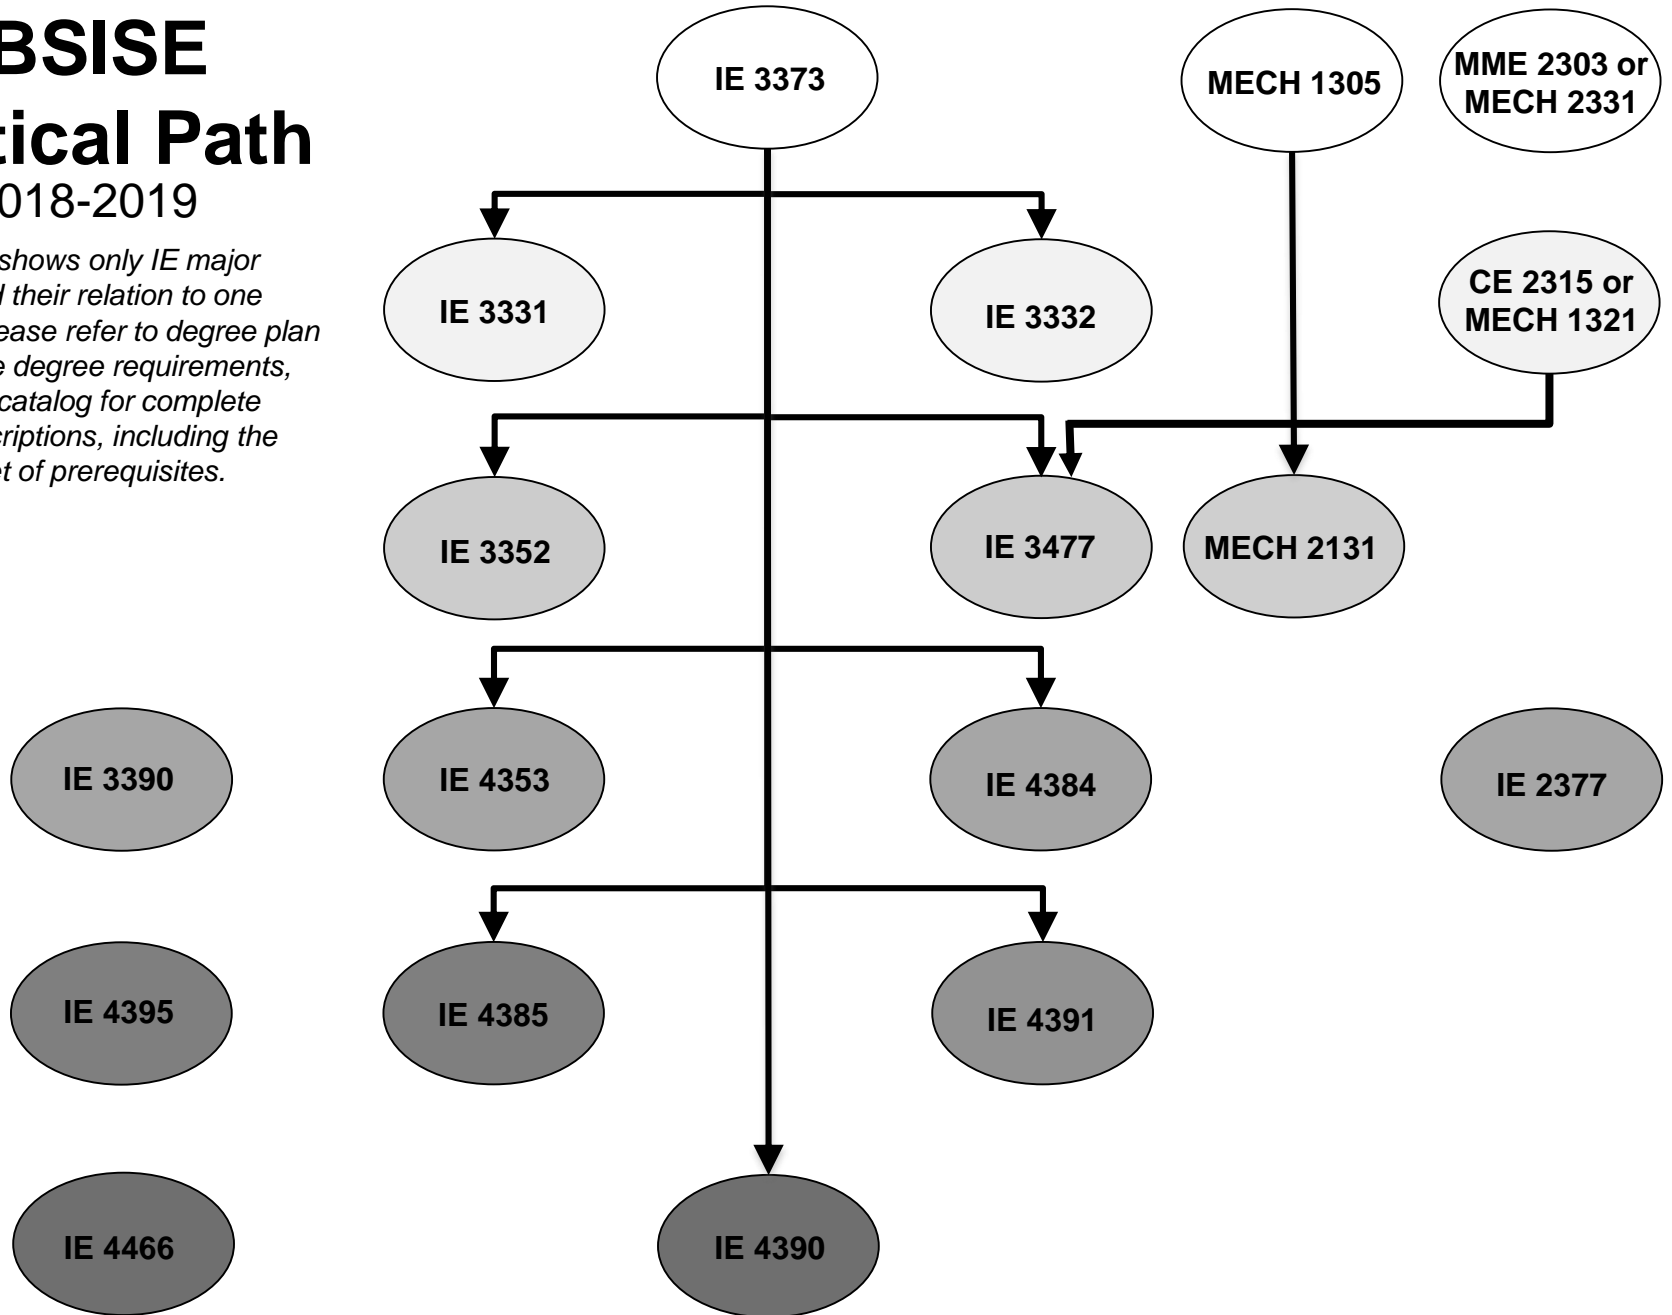 BSISE
tical Path
018-2019
shows only IE major
their relation to one
ease refer to degree plan
e degree requirements,
catalog for complete
criptions, including the
et of prerequisites.
IE 3373
MECH 1305
MME 2303 or
MECH 2331
IE 3331
IE 3332
CE 2315 or
MECH 1321
IE 3352
IE 3477
MECH 2131
IE 3390
IE 4353
IE 4384
IE 2377
IE 4395
IE 4385
IE 4391
IE 4466
IE 4390